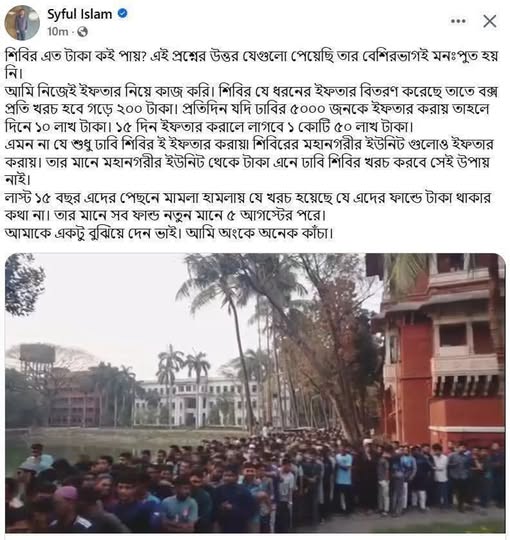 Syful Islam
10m ·
শিবির এত টাকা কই পায়? এই প্রশ্নের উত্তর যেগুলো পেয়েছি তার বেশিরভাগই মনঃপুত হয়
নি।
আমি নিজেই ইফতার নিয়ে কাজ করি। শিবির যে ধরনের ইফতার বিতরণ করেছে তাতে বক্স
প্রতি খরচ হবে গড়ে ২০০ টাকা। প্রতিদিন যদি ঢাবির ৫০০০ জনকে ইফতার করায় তাহলে
দিনে ১০ লাখ টাকা। ১৫ দিন ইফতার করালে লাগবে ১ কোটি ৫০ লাখ টাকা।
এমন না যে শুধু ঢাবি শিবির ই ইফতার করায়৷ শিবিরের মহানগরীর ইউনিট গুলোও ইফতার
করায়। তার মানে মহানগরীর ইউনিট থেকে টাকা এনে ঢাবি শিবির খরচ করবে সেই উপায়
নাই।
লাস্ট ১৫ বছর এদের পেছনে মামলা হামলায় যে খরচ হয়েছে যে এদের ফান্ডে টাকা থাকার
কথা না। তার মানে সব ফান্ড নতুন মানে ৫ আগস্টের পরে।
আমাকে একটু বুঝিয়ে দেন ভাই। আমি অংকে অনেক কাঁচা।